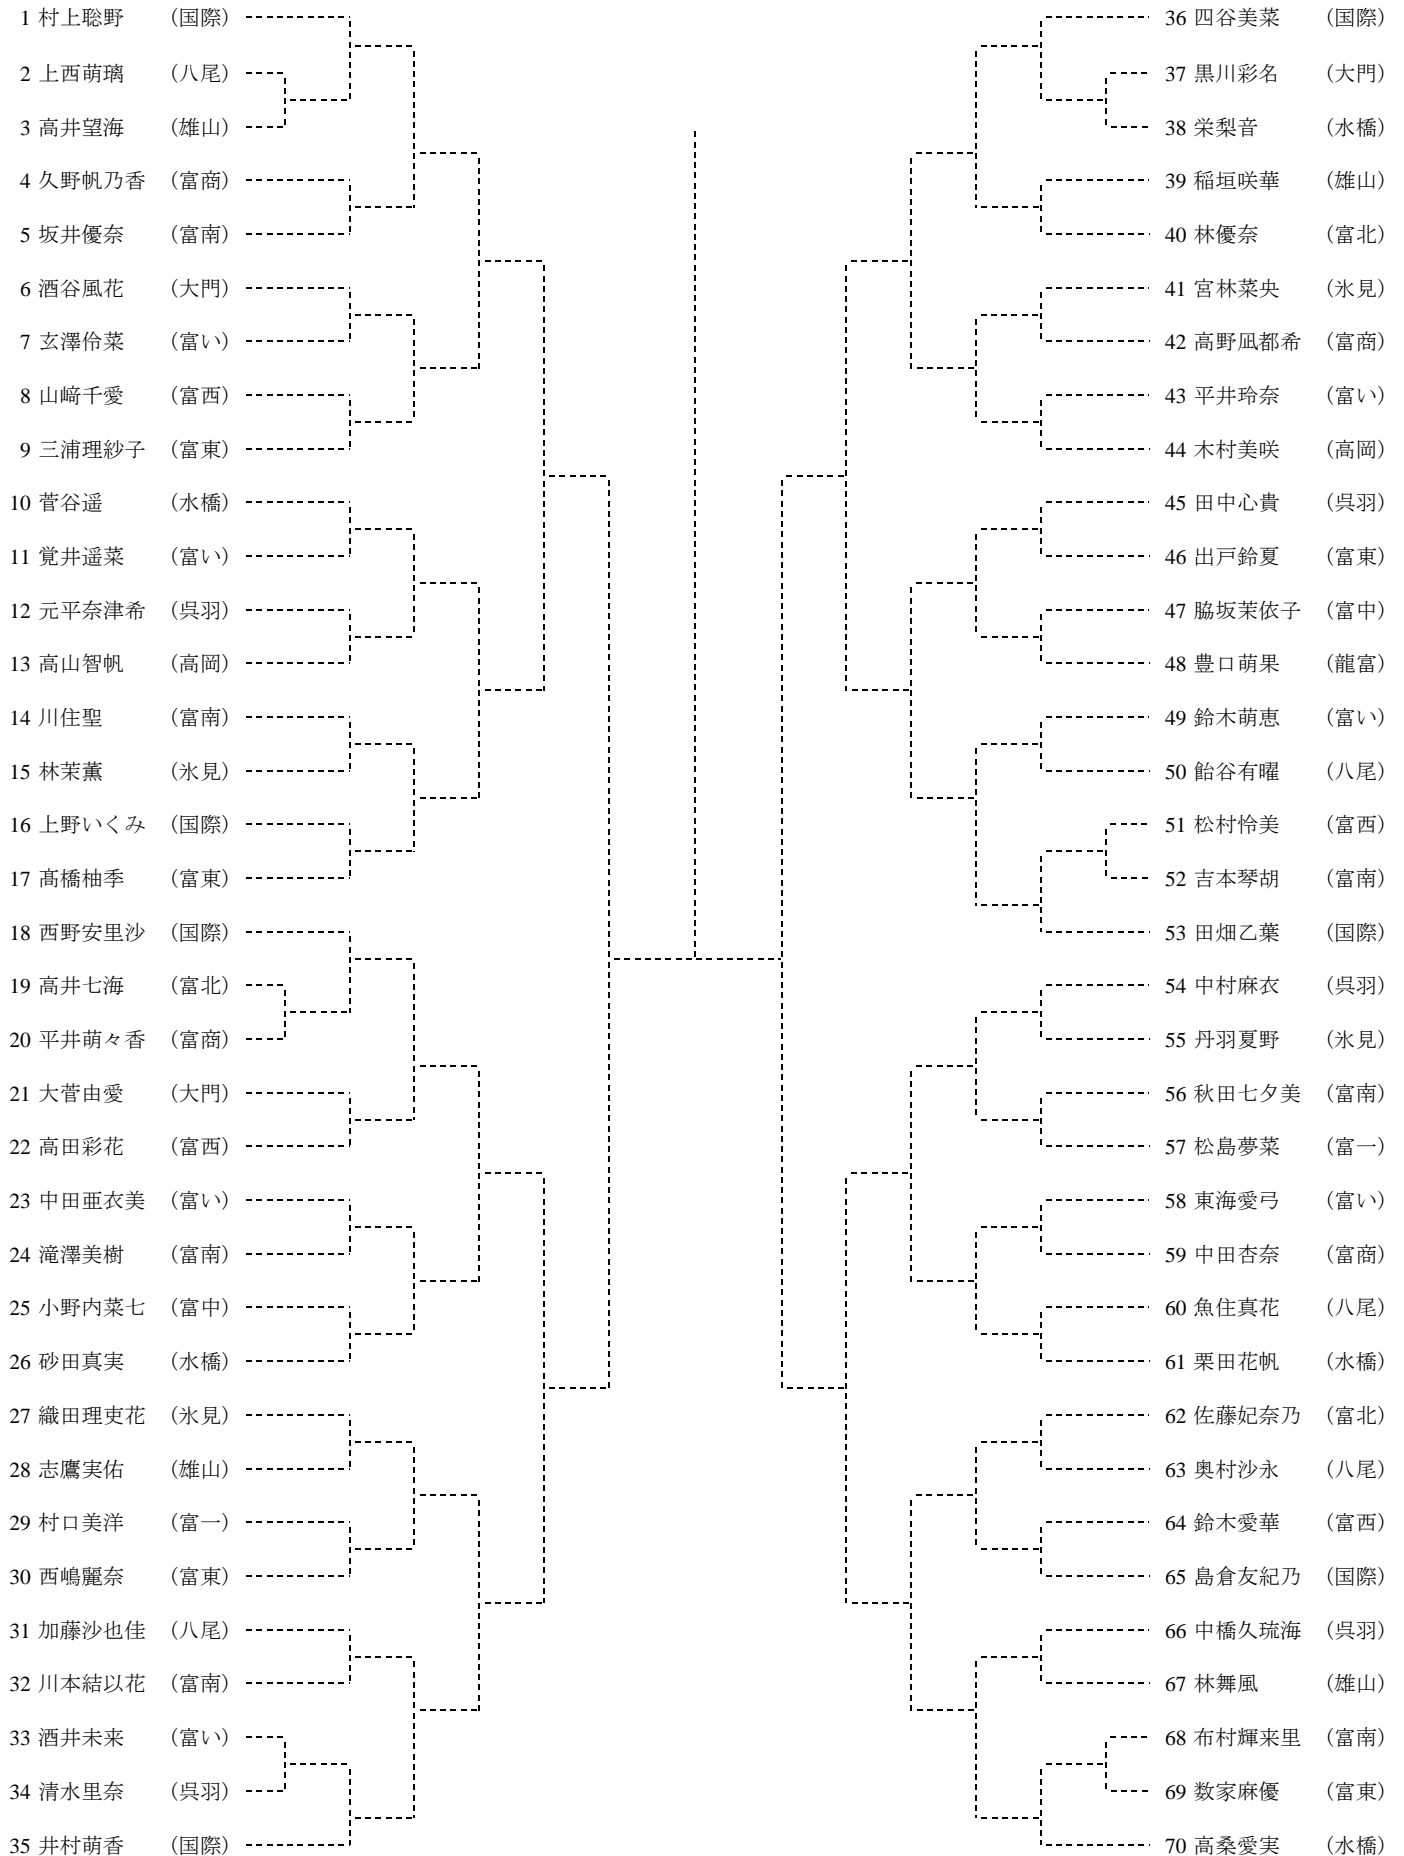 1 村上聡野 （国際）
2 上西萌璃 （八尾）
3 高井望海 （雄山）
4 久野帆乃香 （富商）
5 坂井優奈 （富南）
6 酒谷風花 （大門）
7 玄澤伶菜 （富い）
8 山﨑千愛 （富西）
9 三浦理紗子 （富東）
10 菅谷遥 （水橋）
11 覚井遥菜 （富い）
12 元平奈津希 （呉羽）
13 高山智帆 （高岡）
14 川住聖 （富南）
15 林茉薫 （氷見）
16 上野いくみ （国際）
17 髙橋柚季 （富東）
18 西野安里沙 （国際）
19 高井七海 （富北）
20 平井萌々香 （富商）
21 大菅由愛 （大門）
22 高田彩花 （富西）
23 中田亜衣美 （富い）
24 滝澤美樹 （富南）
25 小野内菜七 （富中）
26 砂田真実 （水橋）
27 織田理吏花 （氷見）
28 志鷹実佑 （雄山）
29 村口美洋 （富一）
30 西嶋麗奈 （富東）
31 加藤沙也佳 （八尾）
32 川本結以花 （富南）
33 酒井未来 （富い）
34 清水里奈 （呉羽）
35 井村萌香 （国際）
36 四谷美菜 （国際）
37 黒川彩名 （大門）
38 栄梨音 （水橋）
39 稲垣咲華 （雄山）
40 林優奈 （富北）
41 宮林菜央 （氷見）
42 高野凪都希 （富商）
43 平井玲奈 （富い）
44 木村美咲 （高岡）
45 田中心貴 （呉羽）
46 出戸鈴夏 （富東）
47 脇坂茉依子 （富中）
48 豊口萌果 （龍富）
49 鈴木萌恵 （富い）
50 飴谷有曜 （八尾）
51 松村怜美 （富西）
52 吉本琴胡 （富南）
53 田畑乙葉 （国際）
54 中村麻衣 （呉羽）
55 丹羽夏野 （氷見）
56 秋田七夕美 （富南）
57 松島夢菜 （富一）
58 東海愛弓 （富い）
59 中田杏奈 （富商）
60 魚住真花 （八尾）
61 栗田花帆 （水橋）
62 佐藤妃奈乃 （富北）
63 奥村沙永 （八尾）
64 鈴木愛華 （富西）
65 島倉友紀乃 （国際）
66 中橋久琉海 （呉羽）
67 林舞風 （雄山）
68 布村輝来里 （富南）
69 数家麻優 （富東）
70 高桑愛実 （水橋）